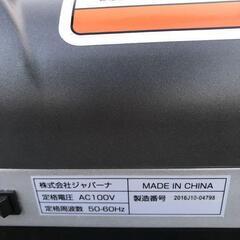 株式会社ジャパーナ
定格電圧 AC100V
定格周波数 50-60Hz
MADE IN CHINA
製造番号 2016J10-04798